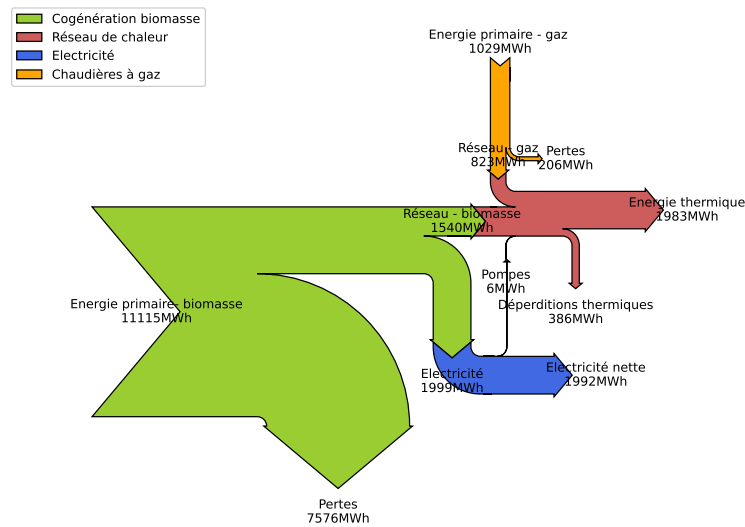 Cogénération biomasse
Réseau de chaleur
Electricité
Chaudières à gaz
Energie primaire - gaz
1029MWh
Réseau - gaz
823MWh
Pertes
206MWh
Energie thermique
1983MWh
Réseau - biomasse
1540MWh
Pompes
6MWh
Déperditions thermiques
386MWh
Energie primaire- biomasse
11115MWh
Electricité
1999MWh
Electricité nette
1992MWh
Pertes
7576MWh